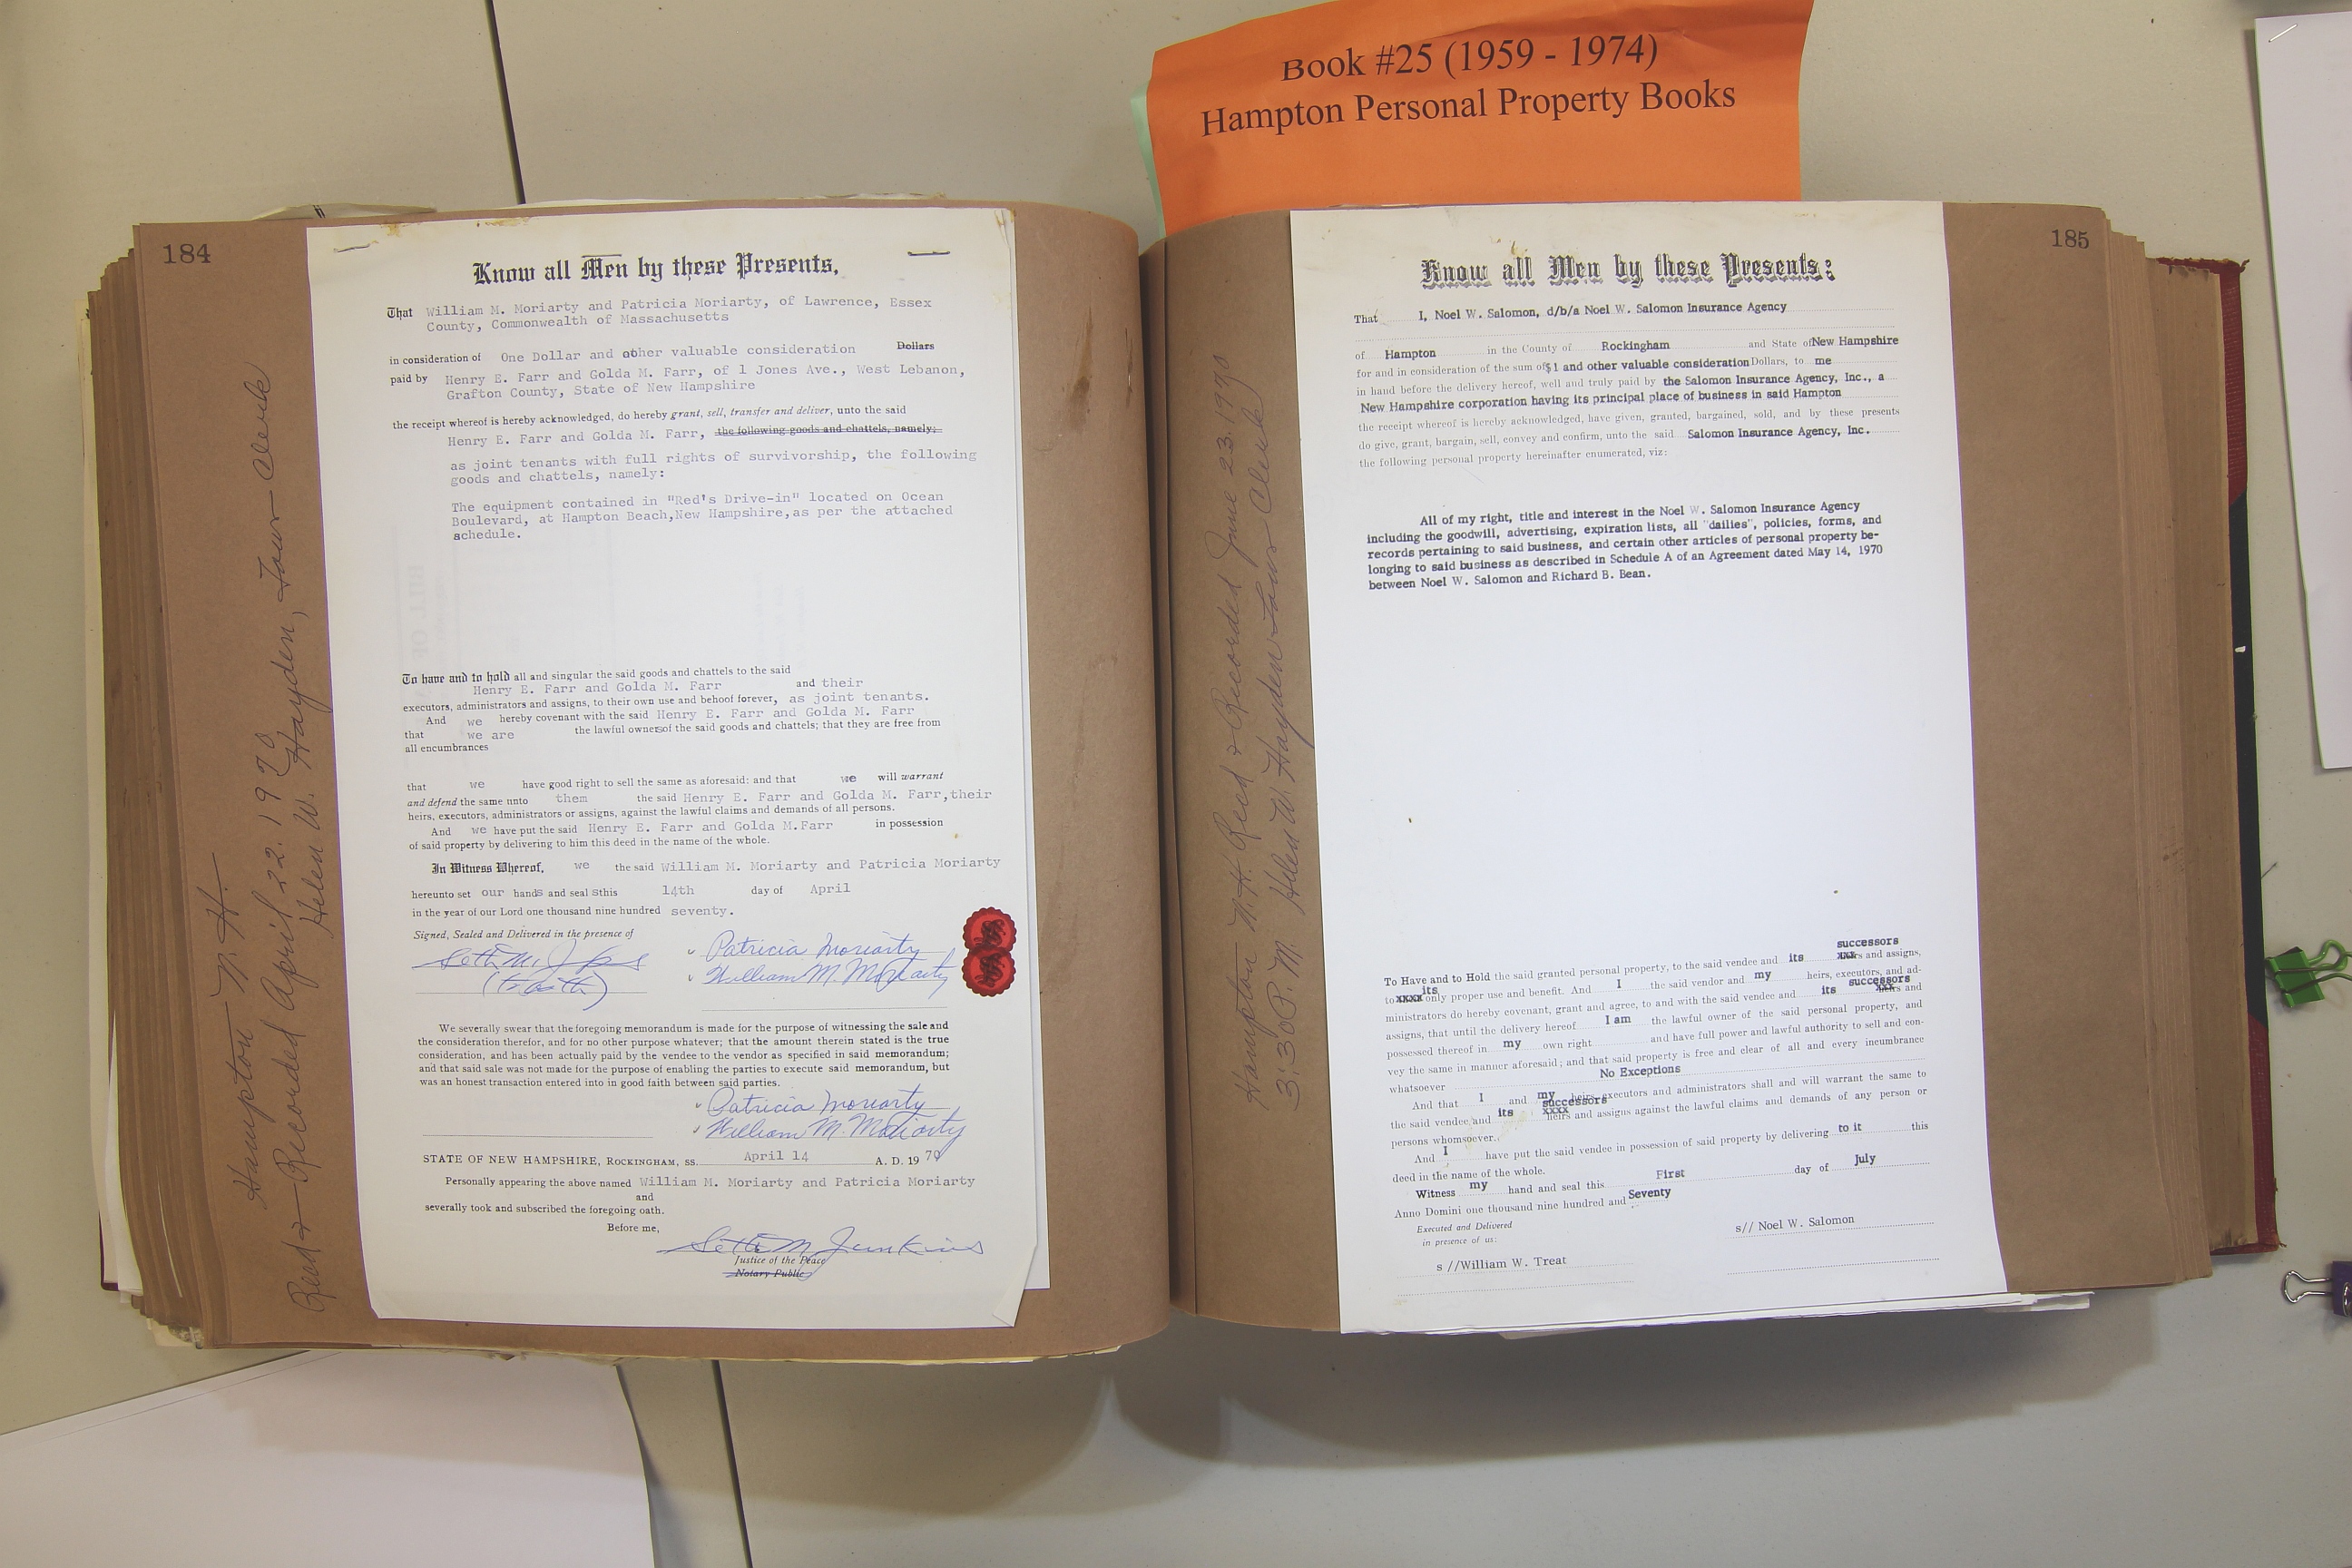 Book #25 (1959 - 1974)
Hampton Personal Property Books
184
Hampton N. H.
Recd & Recorded April 22. 1970
Helen W. Hayden, Town Clerk
Know all Men by these Presents,
That William M. Moriarty and Patricia Moriarty, of Lawrence, Essex
County, Commonwealth of Massachusetts
in consideration of One Dollar and other valuable consideration Dollars
paid by Henry E. Farr and Golda M. Farr, of 1 Jones Ave., West Lebanon,
Grafton County, State of New Hampshire
the receipt whereof is hereby acknowledged, do hereby grant, sell, transfer and deliver, unto the said
Henry E. Farr and Golda M. Farr, the following goods and chattels, namely:
as joint tenants with full rights of survivorship, the following
goods and chattels, namely:
The equipment contained in "Red's Drive-in" located on Ocean
Boulevard, at Hampton Beach,New Hampshire,as per the attached
schedule.
To have and to hold all and singular the said goods and chattels to the said
Henry E. Farr and Golda M. Farr and their
executors, administrators and assigns, to their own use and behoof forever, as joint tenants.
And we hereby covenant with the said Henry E. Farr and Golda M. Farr
that we are the lawful owners of the said goods and chattels; that they are free from
all encumbrances
that we have good right to sell the same as aforesaid: and that we will warrant
and defend the same unto them the said Henry E. Farr and Golda M. Farr,their
heirs, executors, administrators or assigns, against the lawful claims and demands of all persons.
And we have put the said Henry E. Farr and Golda M.Farr in possession
of said property by delivering to him this deed in the name of the whole.
In Witness Whereof, we the said William M. Moriarty and Patricia Moriarty
hereunto set our hands and seal s this 14th day of April
in the year of our Lord one thousand nine hundred seventy.
Signed, Sealed and Delivered in the presence of
Patricia Moriarty
Seth M. (to both) William M. Moriarty
We severally swear that the foregoing memorandum is made for the purpose of witnessing the sale and
the consideration therefor, and for no other purpose whatever; that the amount therein stated is the true
consideration, and has been actually paid by the vendee to the vendor as specified in said memorandum;
and that said sale was not made for the purpose of enabling the parties to execute said memorandum, but
was an honest transaction entered into in good faith between said parties.
Patricia Moriarty
William M. Moriarty
STATE OF NEW HAMPSHIRE, ROCKINGHAM, SS. April 14 A. D. 19 70
Personally appearing the above named William M. Moriarty and Patricia Moriarty
and
severally took and subscribed the foregoing oath.
Before me,
Seth M Junkins
Justice of the Peace
Notary Public
185
Hampton N. H. Recd & Recorded June 23. 1970
3:30 P. M. Helen W. Hayden Town Clerk
Know all Men by these Presents:
That I, Noel W. Salomon, d/b/a Noel W. Salomon Insurance Agency
of Hampton in the County of Rockingham and State of New Hampshire
for and in consideration of the sum of $1 and other valuable consideration Dollars, to me
in hand before the delivery hereof, well and truly paid by the Salomon Insurance Agency, Inc., a
New Hampshire corporation having its principal place of business in said Hampton
the receipt whereof is hereby acknowledged, have given, granted, bargained, sold, and by these presents
do give, grant, bargain, sell, convey and confirm, unto the said Salomon Insurance Agency, Inc.
the following personal property hereinafter enumerated, viz:
All of my right, title and interest in the Noel W. Salomon Insurance Agency
including the goodwill, advertising, expiration lists, all "dailies", policies, forms, and
records pertaining to said business, and certain other articles of personal property be-
longing to said business as described in Schedule A of an Agreement dated May 14, 1970
between Noel W. Salomon and Richard B. Bean.
successors
To Have and to Hold the said granted personal property, to the said vendee and its xxxrs and assigns,
to xxxx its only proper use and benefit. And I the said vendor and my heirs, executors, and ad-
successors
ministrators do hereby covenant, grant and agree, to and with the said vendee and its xxxrs and
assigns, that until the delivery hereof I am the lawful owner of the said personal property, and
possessed thereof in my own right and have full power and lawful authority to sell and con-
vey the same in manner aforesaid; and that said property is free and clear of all and every incumbrance
whatsoever No Exceptions
And that I and my heirs, executors and administrators shall and will warrant the same to
successors
the said vendee and its xxxx heirs and assigns against the lawful claims and demands of any person or
persons whomsoever.
And I have put the said vendee in possession of said property by delivering to it this
deed in the name of the whole.
Witness my hand and seal this First day of July
Anno Domini one thousand nine hundred and Seventy
Executed and Delivered
in presence of us:
s// Noel W. Salomon
s //William W. Treat